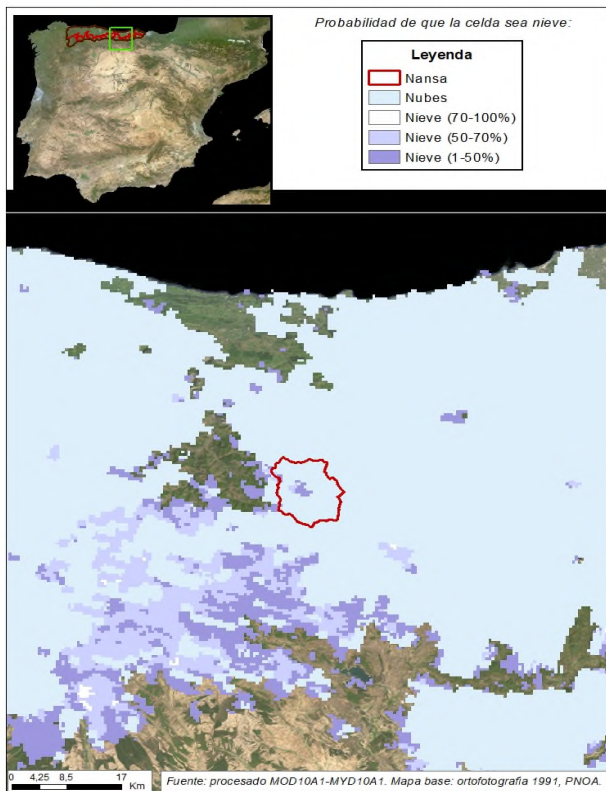 Probabilidad de que la celda sea nieve:
Leyenda
Nansa
Nubes
Nieve (70-100%)
Nieve (50-70%)
Nieve (1-50%)
0 4,25 8,5 17
Km
Fuente: procesado MOD10A1-MYD10A1. Mapa base: ortofotografia 1991, PNOA.